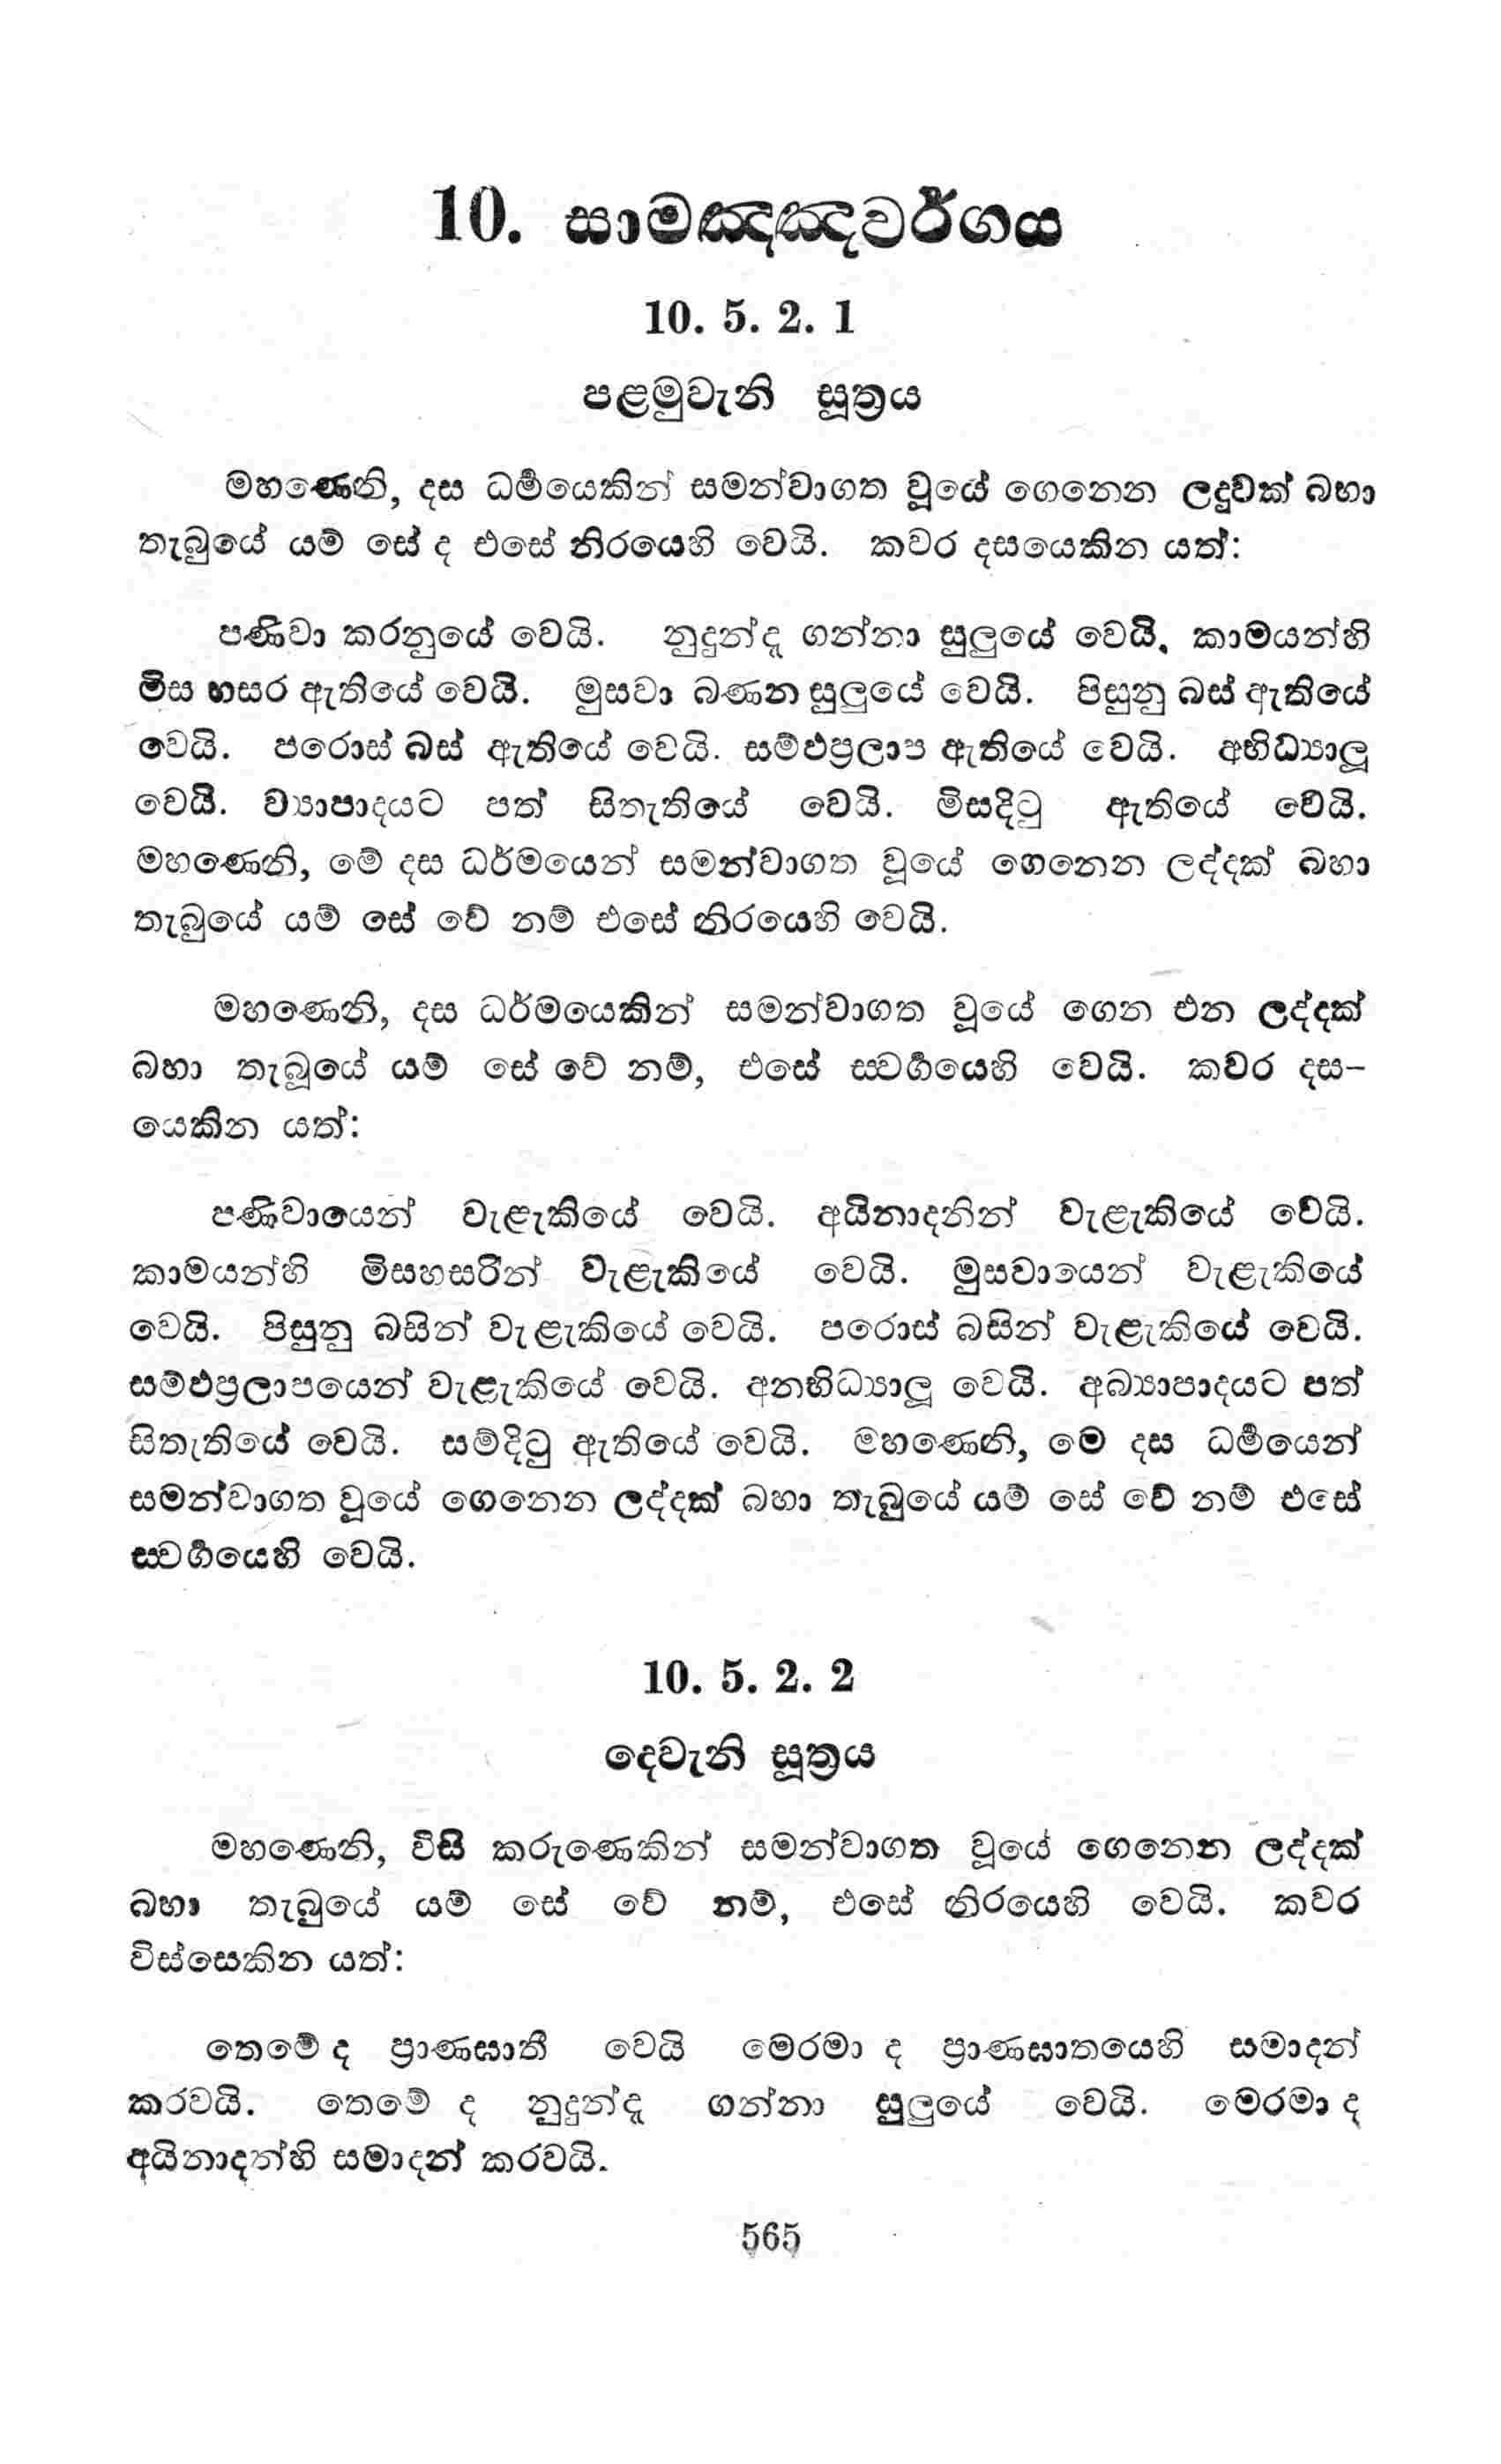 10. සාමඤ්ඤවර්ගය
10. 5. 2. 1
පළමුවැනි සූත්‍රය
මහණෙනි, දස ධර්‍මයෙකින් සමන්වාගත වූයේ ගෙනෙන ලදුවක් බහා
තැබුයේ යම් සේ ද එසේ නිරයෙහි වෙයි. කවර දසයෙකින යත්:
පණිවා කරනුයේ වෙයි. නුදුන්දෑ ගන්නා සුලුයේ වෙයි, කාමයන්හි
මිස හසර ඇතියේ වෙයි. මුසවා බණන සුලුයේ වෙයි. පිසුනු බස් ඇතියේ
වෙයි. පරොස් බස් ඇතියේ වෙයි. සම්ඵප්‍රලාප ඇතියේ වෙයි. අභිධ්‍යාලූ
වෙයි. ව්‍යාපාදයට පත් සිතැතියේ වෙයි. මිසදිටු ඇතියේ වෙයි.
මහණෙනි, මේ දස ධර්මයෙන් සමන්වාගත වූයේ ගෙනෙන ලද්දක් බහා
තැබුයේ යම් සේ වේ නම් එසේ නිරයෙහි වෙයි.
මහණෙනි, දස ධර්මයෙකින් සමන්වාගත වූයේ ගෙන එන ලද්දක්
බහා තැබූයේ යම් සේ වේ නම්, එසේ ස්වර්‍ගයෙහි වෙයි. කවර දස-
යෙකින යත්:
පණිවායෙන් වැළැකියේ වෙයි. අයිනාදනින් වැළැකියේ වෙයි.
කාමයන්හි මිසහසරින් වැළැකියේ වෙයි. මුසවායෙන් වැළැකියේ
වෙයි. පිසුනු බසින් වැළැකියේ වෙයි. පරොස් බසින් වැළැකියේ වෙයි.
සම්ඵප්‍රලාපයෙන් වැළැකියේ වෙයි. අනභිධ්‍යාලූ වෙයි. අබ්‍යාපාදයට පත්
සිතැතියේ වෙයි. සම්දිටු ඇතියේ වෙයි. මහණෙනි, මෙ දස ධර්‍මයෙන්
සමන්වාගත වූයේ ගෙනෙන ලද්දක් බහා තැබුයේ යම් සේ වේ නම් එසේ
ස්වර්‍ගයෙහි වෙයි.
10. 5. 2. 2
දෙවැනි සූත්‍රය
මහණෙනි, විසි කරුණෙකින් සමන්වාගත වූයේ ගෙනෙන ලද්දක්
බහා තැබුයේ යම් සේ වේ නම්, එසේ නිරයෙහි වෙයි. කවර
විස්සෙකින යත්:
තෙමේ ද ප්‍රාණඝාතී වෙයි මෙරමා ද ප්‍රාණඝාතයෙහි සමාදන්
කරවයි. තෙමේ ද නුදුන්දෑ ගන්නා සුලුයේ වෙයි. මෙරමා ද
අයිනාදන්හි සමාදන් කරවයි.
565